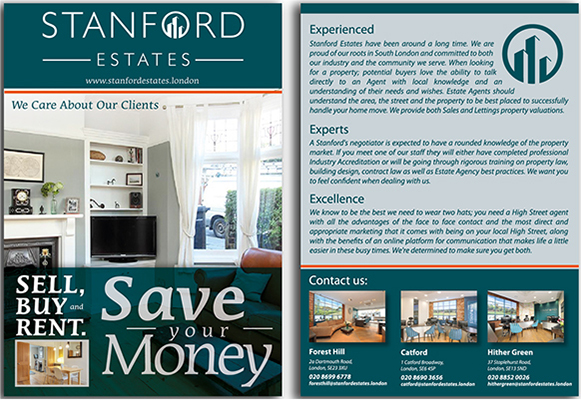 STANFORD
ESTATES
www.stanfordestates.london
We Care About Our Clients
SELL,
BUY and
RENT.
Save
your
Money
Experienced
Stanford Estates have been around a long time. We are
proud of our roots in South London and committed to both
our industry and the community we serve. When looking
for a property; potential buyers love the ability to talk
directly to an Agent with local knowledge and an
understanding of their needs and wishes. Estate Agents should
understand the area, the street and the property to be best placed to successfully
handle your home move. We provide both Sales and Lettings property valuations.
Experts
A Stanford's negotiator is expected to have a rounded knowledge of the property
market. If you meet one of our staff they will either have completed professional
Industry Accreditation or will be going through rigorous training on property law,
building design, contract law as well as Estate Agency best practices. We want you
to feel confident when dealing with us.
Excellence
We know to be the best we need to wear two hats; you need a High Street agent
with all the advantages of the face to face contact and the most direct and
appropriate marketing that it comes with being on your local High Street, along
with the benefits of an online platform for communication that makes life a little
easier in these busy times. We're determined to make sure you get both.
Contact us:
Forest Hill
2a Dartmouth Road,
London, SE23 3XU
020 8699 6778
foresthill@stanfordestates.london
Catford
1 Catford Broadway,
London, SE6 4SP
020 8690 3656
catford@stanfordestates.london
Hither Green
37 Staplehurst Road,
London, SE13 5ND
020 8852 0026
hithergreen@stanfordestates.london